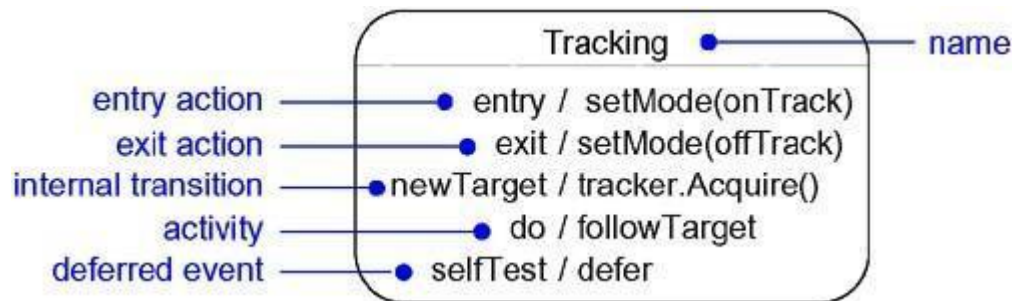 Tracking name
entry action entry / setMode(onTrack)
exit action exit / setMode(offTrack)
internal transition newTarget / tracker.Acquire()
activity do / followTarget
deferred event selfTest / defer